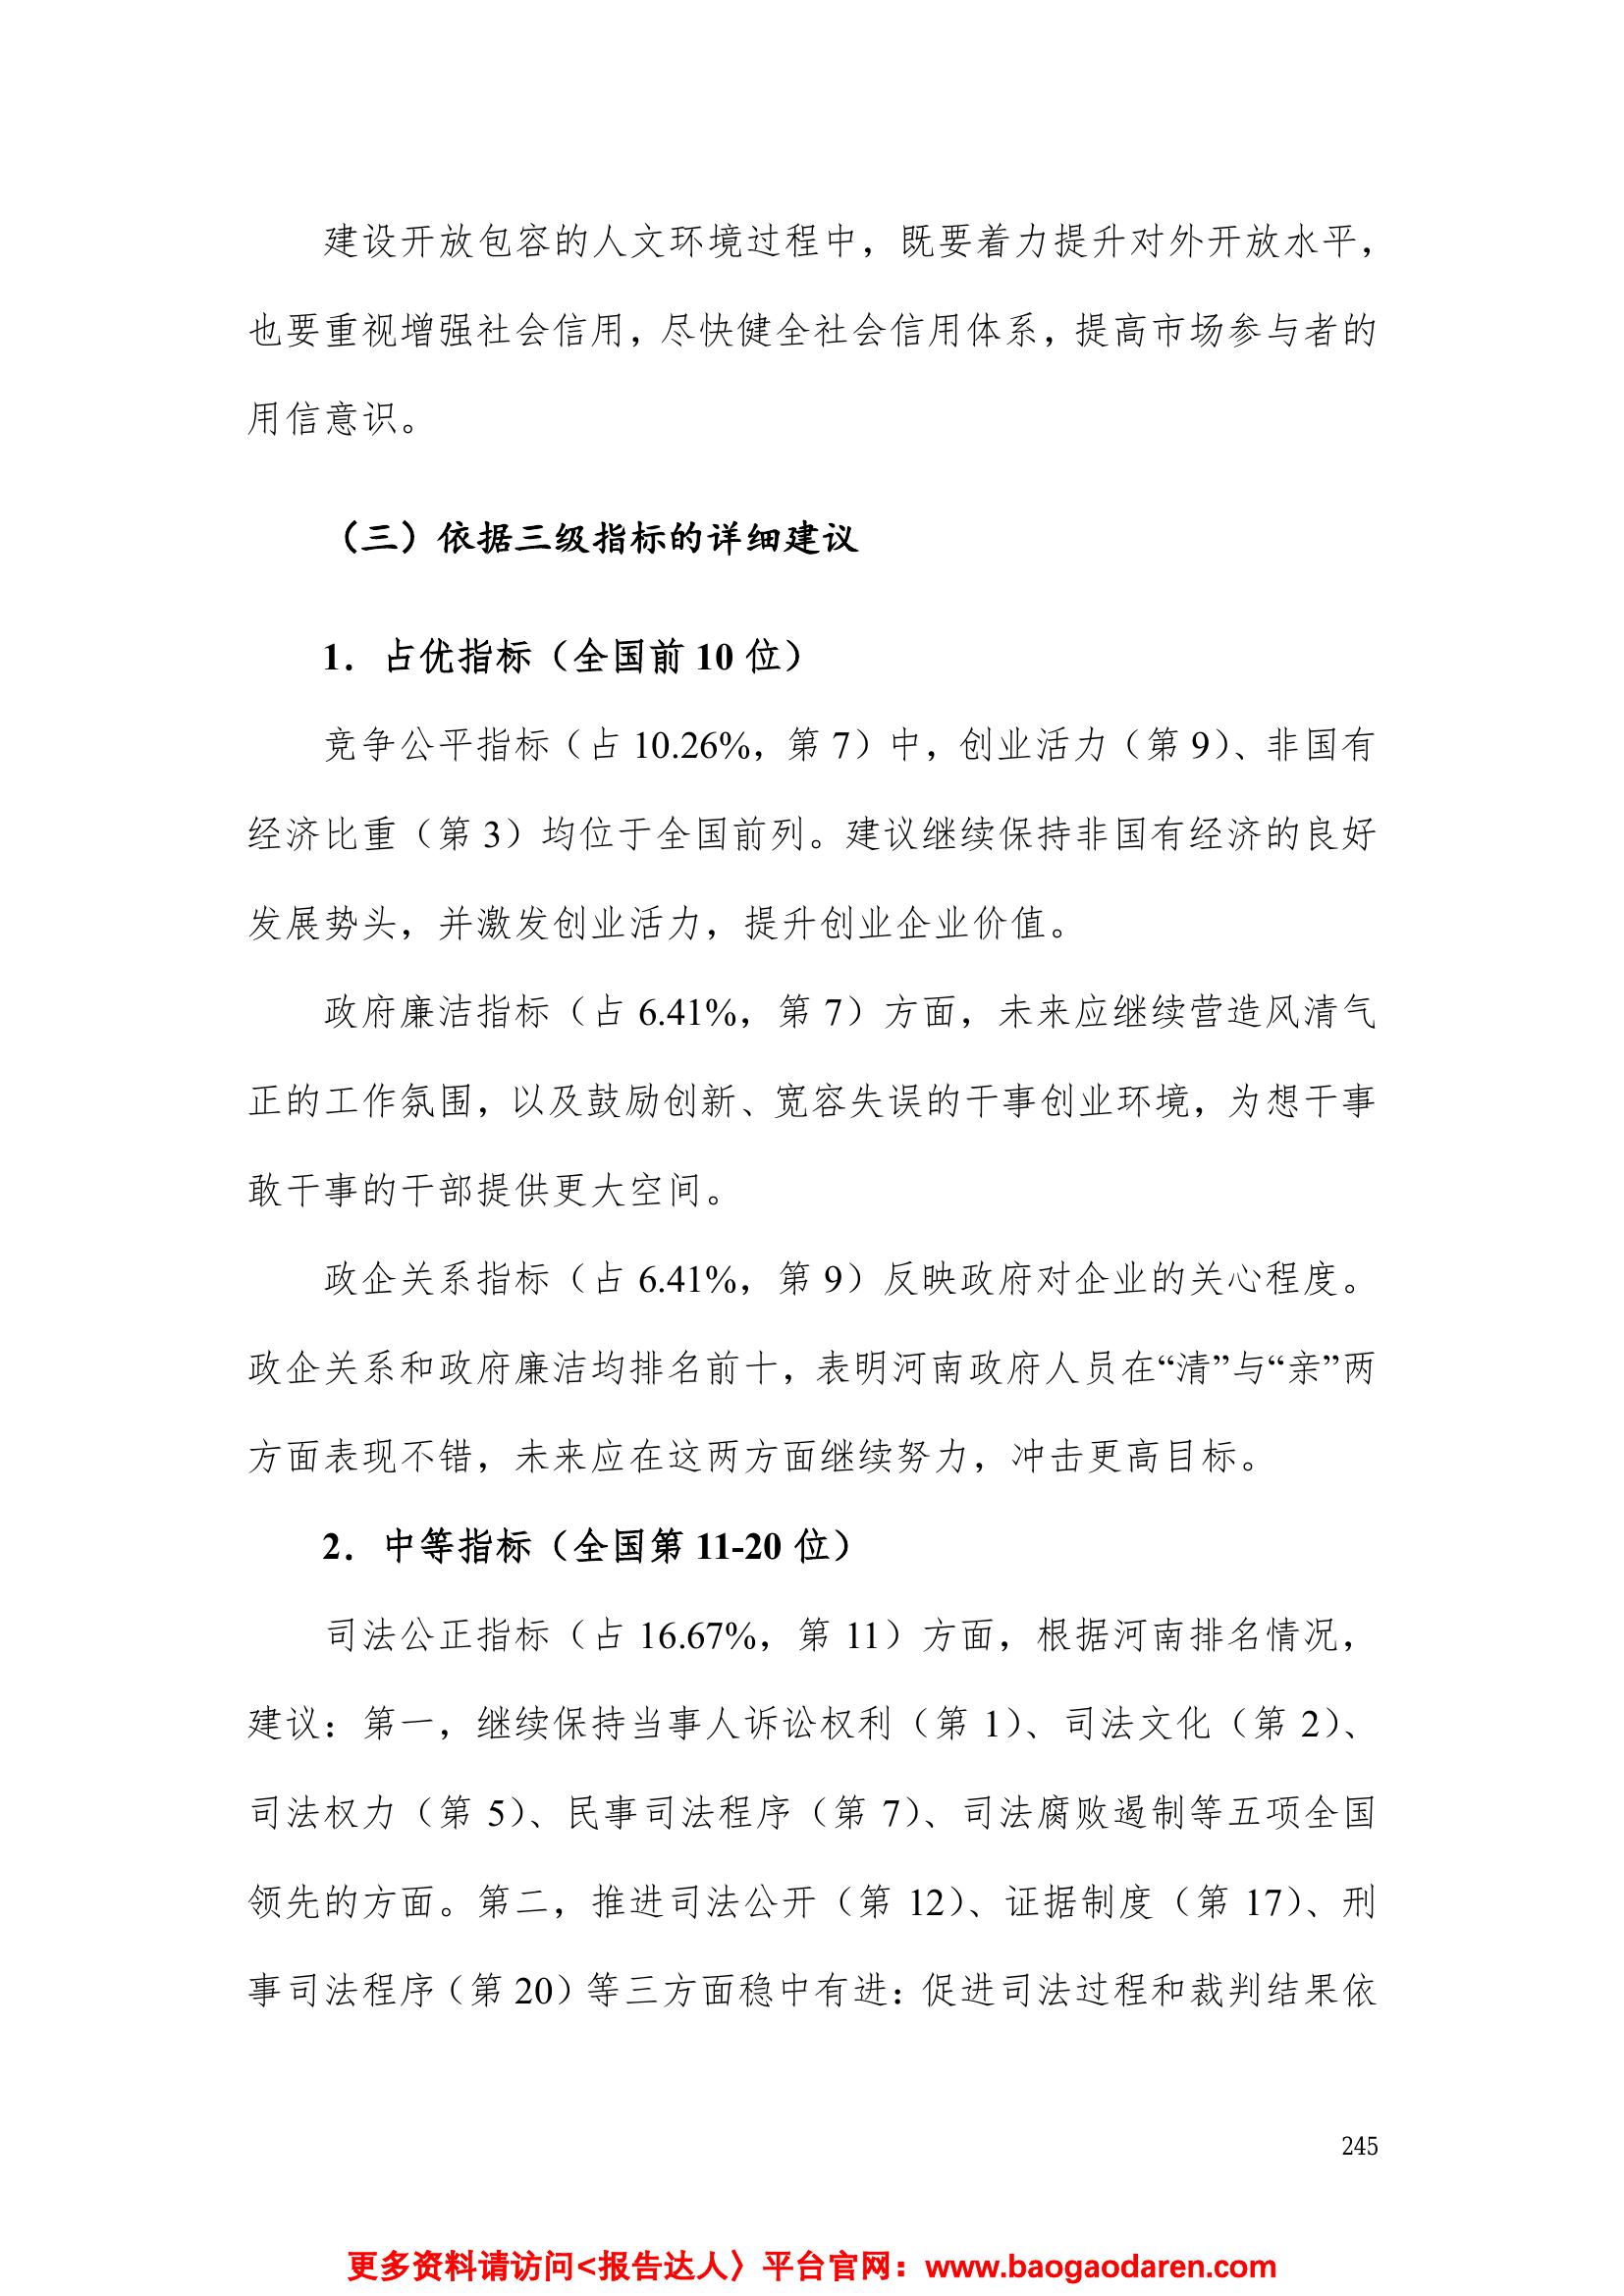 建设开放包容的人文环境过程中，既要着力提升对外开放水平，
也要重视增强社会信用，尽快健全社会信用体系，提高市场参与者的
用信意识。
（三）依据三级指标的详细建议
1．占优指标（全国前 10 位）
竞争公平指标（占 10.26%，第 7）中，创业活力（第 9）、非国有
经济比重（第 3）均位于全国前列。建议继续保持非国有经济的良好
发展势头，并激发创业活力，提升创业企业价值。
政府廉洁指标（占 6.41%，第 7）方面，未来应继续营造风清气
正的工作氛围，以及鼓励创新、宽容失误的干事创业环境，为想干事
敢干事的干部提供更大空间。
政企关系指标（占 6.41%，第 9）反映政府对企业的关心程度。
政企关系和政府廉洁均排名前十，表明河南政府人员在“清”与“亲”两
方面表现不错，未来应在这两方面继续努力，冲击更高目标。
2．中等指标（全国第 11-20 位）
司法公正指标（占 16.67%，第 11）方面，根据河南排名情况，
建议：第一，继续保持当事人诉讼权利（第 1）、司法文化（第 2）、
司法权力（第 5）、民事司法程序（第 7）、司法腐败遏制等五项全国
领先的方面。第二，推进司法公开（第 12）、证据制度（第 17）、刑
事司法程序（第 20）等三方面稳中有进：促进司法过程和裁判结果依
245
更多资料请访问<报告达人〉平台官网：www.baogaodaren.com